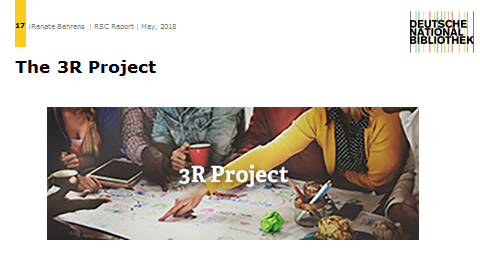 17 |Renate Behrens | RSC Report | May, 2018
DEUTSCHE
NATIONAL
BIBLIOTHEK
The 3R Project
3R Project